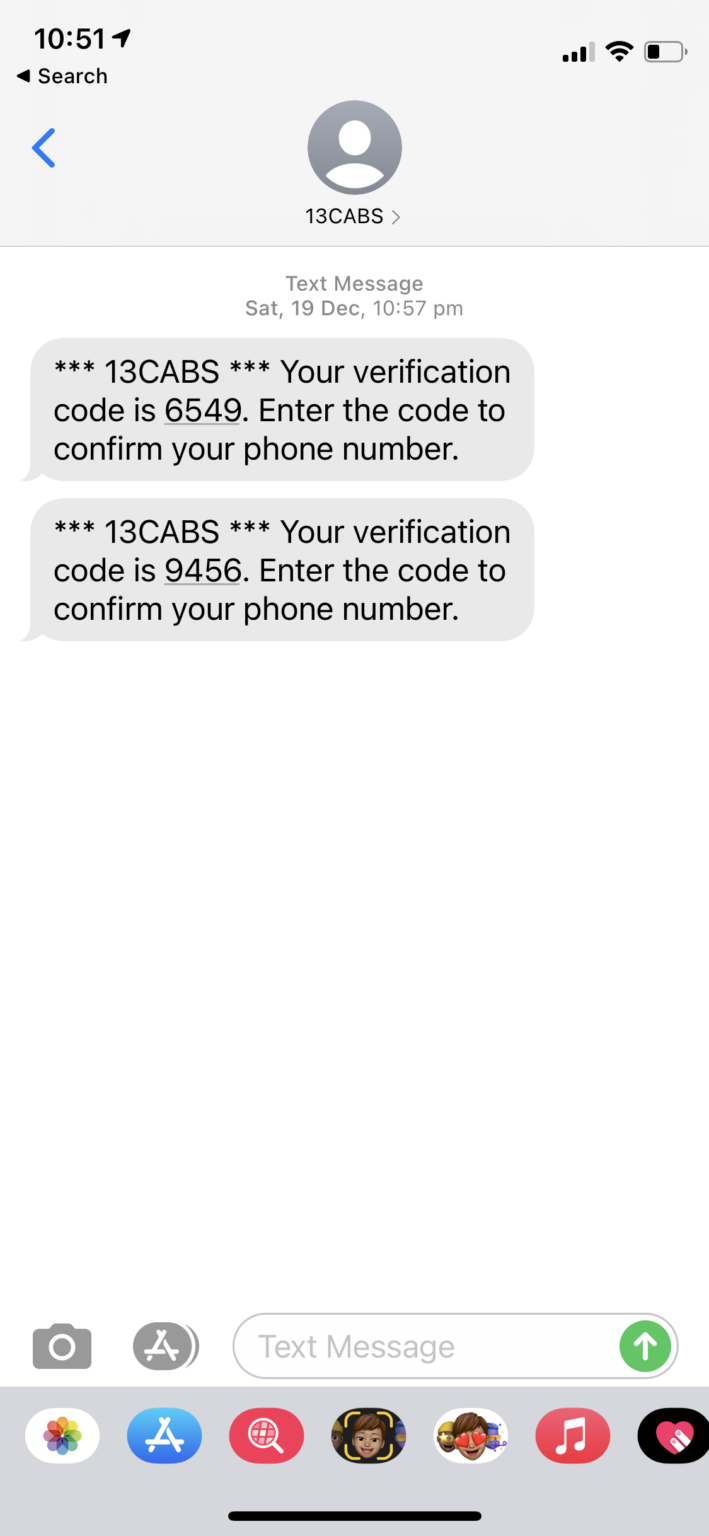 10:51
Search
13CABS
Text Message
Sat, 19 Dec, 10:57 pm
*** 13CABS *** Your verification
code is 6549. Enter the code to
confirm your phone number.
*** 13CABS *** Your verification
code is 9456. Enter the code to
confirm your phone number.
Text Message